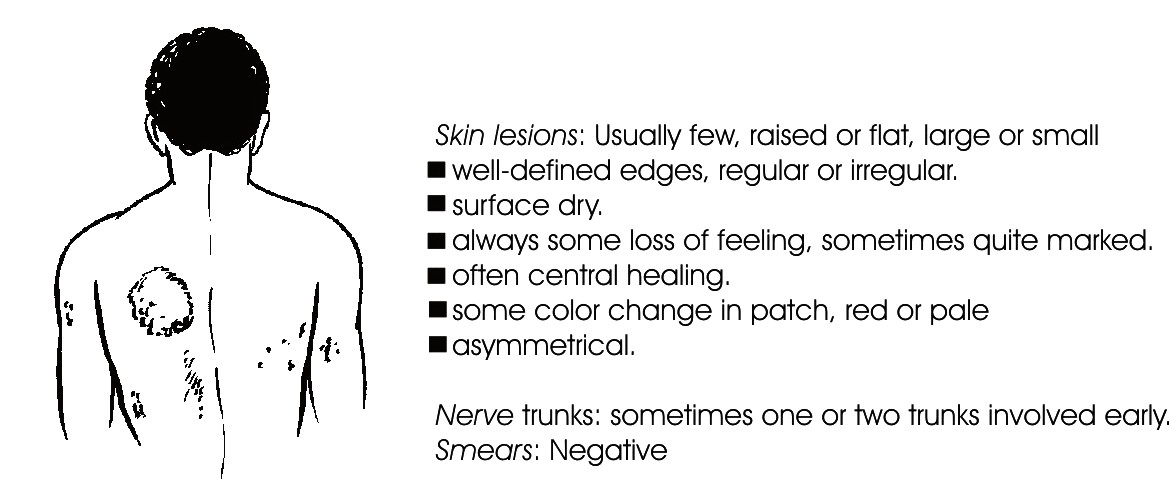 Skin lesions: Usually few, raised or flat, large or small
■ well-defined edges, regular or irregular.
■ surface dry.
■ always some loss of feeling, sometimes quite marked.
■ often central healing.
■ some color change in patch, red or pale
■ asymmetrical.
Nerve trunks: sometimes one or two trunks involved early.
Smears: Negative